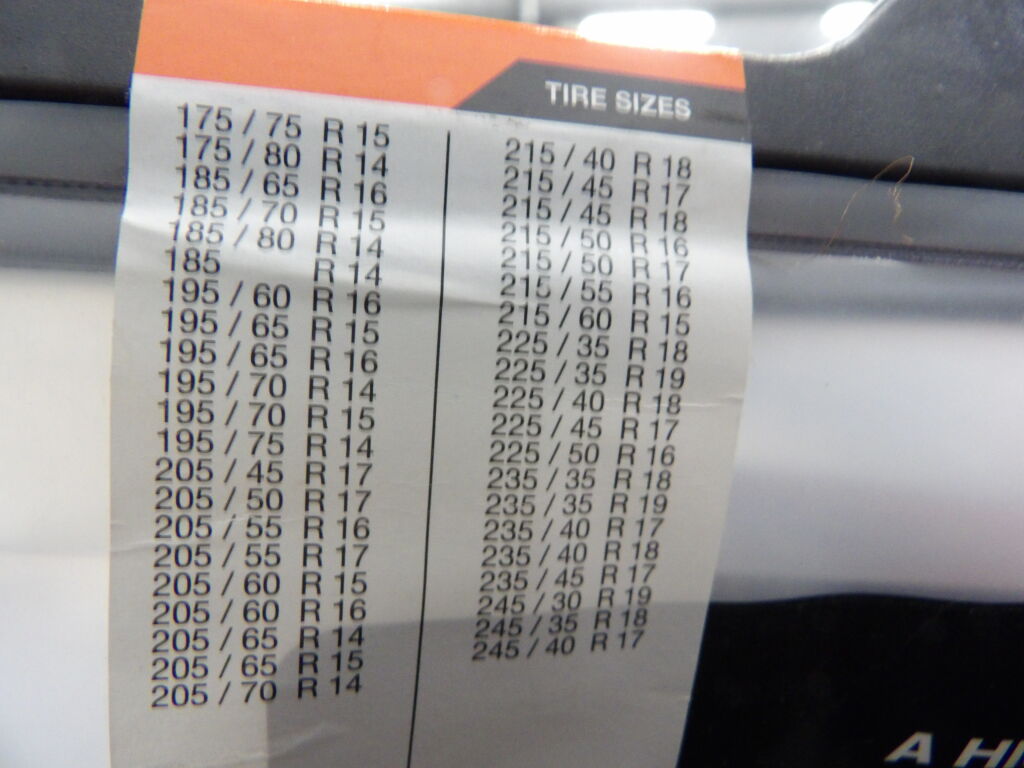 TIRE SIZES
175 / 75 R 15
175 / 80 R 14
185 / 65 R 16
185 / 70 R 15
185 / 80 R 14
185 R 14
195 / 60 R 16
195 / 65 R 15
195 / 65 R 16
195 / 70 R 14
195 / 70 R 15
195 / 75 R 14
205 / 45 R 17
205 / 50 R 17
205 / 55 R 16
205 / 55 R 17
205 / 60 R 15
205 / 60 R 16
205 / 65 R 14
205 / 65 R 15
205 / 70 R 14
215 / 40 R 18
215 / 45 R 17
215 / 45 R 18
215 / 50 R 16
215 / 50 R 17
215 / 55 R 16
215 / 60 R 15
225 / 35 R 18
225 / 35 R 19
225 / 40 R 18
225 / 45 R 17
225 / 50 R 16
235 / 35 R 18
235 / 35 R 19
235 / 40 R 17
235 / 40 R 18
235 / 45 R 17
245 / 30 R 19
245 / 35 R 18
245 / 40 R 17
A